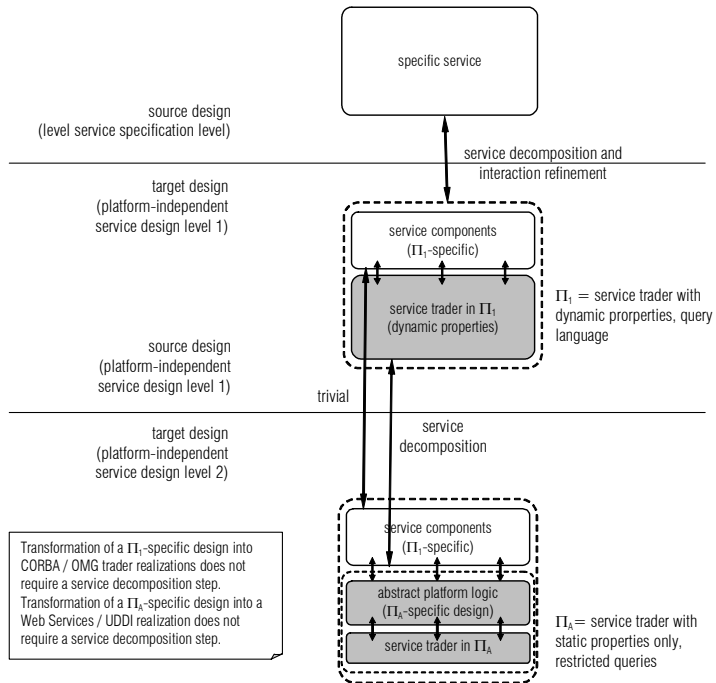 specific service
source design
(level service specification level)
service decomposition and
interaction refinement
target design
(platform-independent
service design level 1)
service components
(Π₁-specific)
service trader in Π₁
(dynamic properties)
Π₁ = service trader with
dynamic prorperties, query
language
source design
(platform-independent
service design level 1)
trivial
service
decomposition
target design
(platform-independent
service design level 2)
service components
(Π₁-specific)
Transformation of a Π₁-specific design into
CORBA / OMG trader realizations does not
require a service decomposition step.
Transformation of a Π_A-specific design into a
Web Services / UDDI realization does not
require a service decomposition step.
abstract platform logic
(Π_A-specific design)
service trader in Π_A
Π_A= service trader with
static properties only,
restricted queries